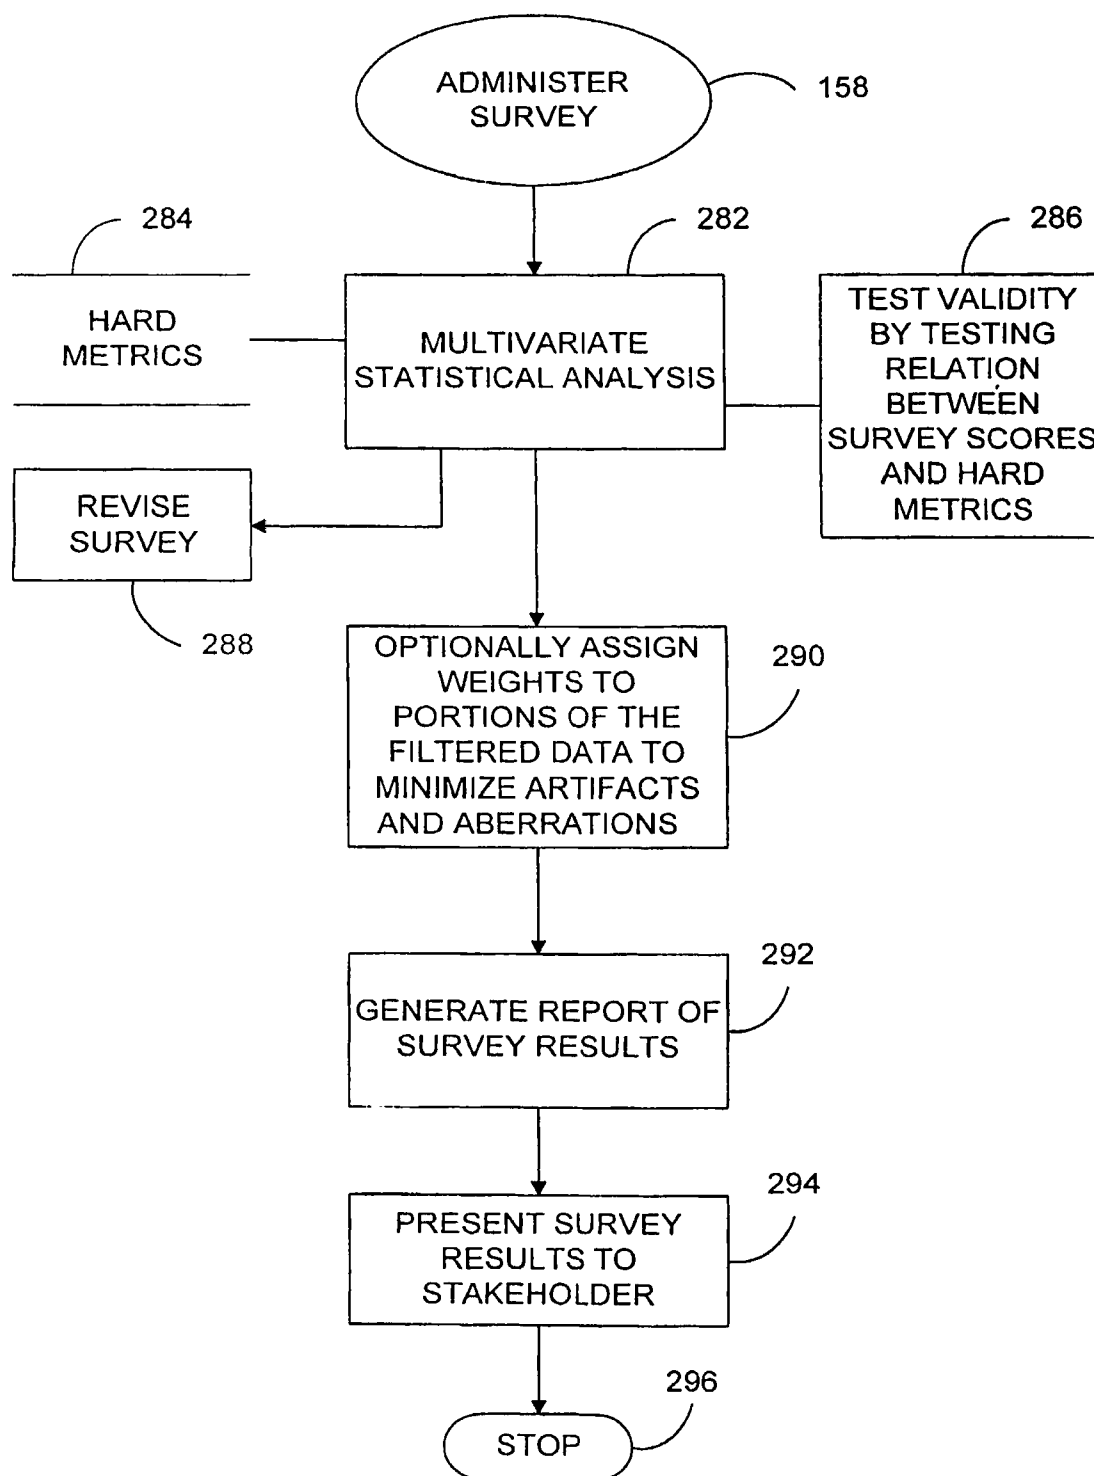 ADMINISTER
SURVEY
158
284
HARD
METRICS
282
MULTIVARIATE
STATISTICAL ANALYSIS
286
TEST VALIDITY
BY TESTING
RELATION
BETWEEN
SURVEY SCORES
AND HARD
METRICS
REVISE
SURVEY
288
OPTIONALLY ASSIGN
WEIGHTS TO
PORTIONS OF THE
FILTERED DATA TO
MINIMIZE ARTIFACTS
AND ABERRATIONS
290
292
GENERATE REPORT OF
SURVEY RESULTS
294
PRESENT SURVEY
RESULTS TO
STAKEHOLDER
296
STOP